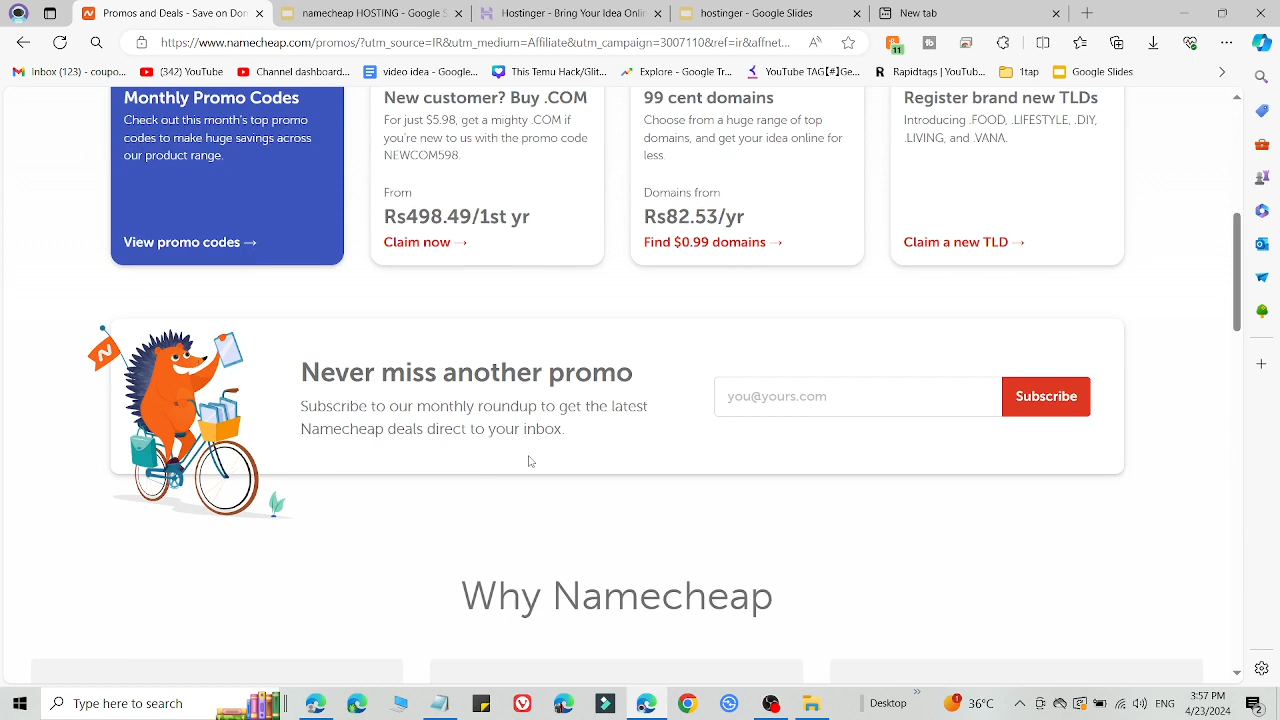 Promos & Deals - Save on Don
namecheap HOSTING - Google S
Hostinger - Bring Your Idea Onlin
hostinger - Google Slides
New tab
https://www.namecheap.com/promos/?utm_source=IR&utm_medium=Affiliate&utm_campaign=3007110&ref=ir&affnet...
11
Inbox (123) - crop...
(342) YouTube
Channel dashboard...
video idea - Google...
This Temu Hack/Glit...
Explore - Google Tr...
YouTube
Rapidtags | YouTub...
1tap
Google Slides
Monthly Promo Codes
Check out this month's top promo
codes to make huge savings across
our product range.
View promo codes →
New customer? Buy .COM
For just $5.98, get a mighty .COM if
you're new to us with the promo code
NEWCOM598.
From
Rs498.49/1st yr
Claim now →
99 cent domains
Choose from a huge range of top
domains, and get your idea online for
less.
Domains from
Rs82.53/yr
Find $0.99 domains →
Register brand new TLDs
Introducing .FOOD, .LIFESTYLE, .DIY,
.LIVING, and .VANA.
Claim a new TLD →
Never miss another promo
Subscribe to our monthly roundup to get the latest
Namecheap deals direct to your inbox.
you@yours.com
Subscribe
Why Namecheap
Type here to search
Desktop
1
36°C
ENG
3:57 PM
4/23/2024
2